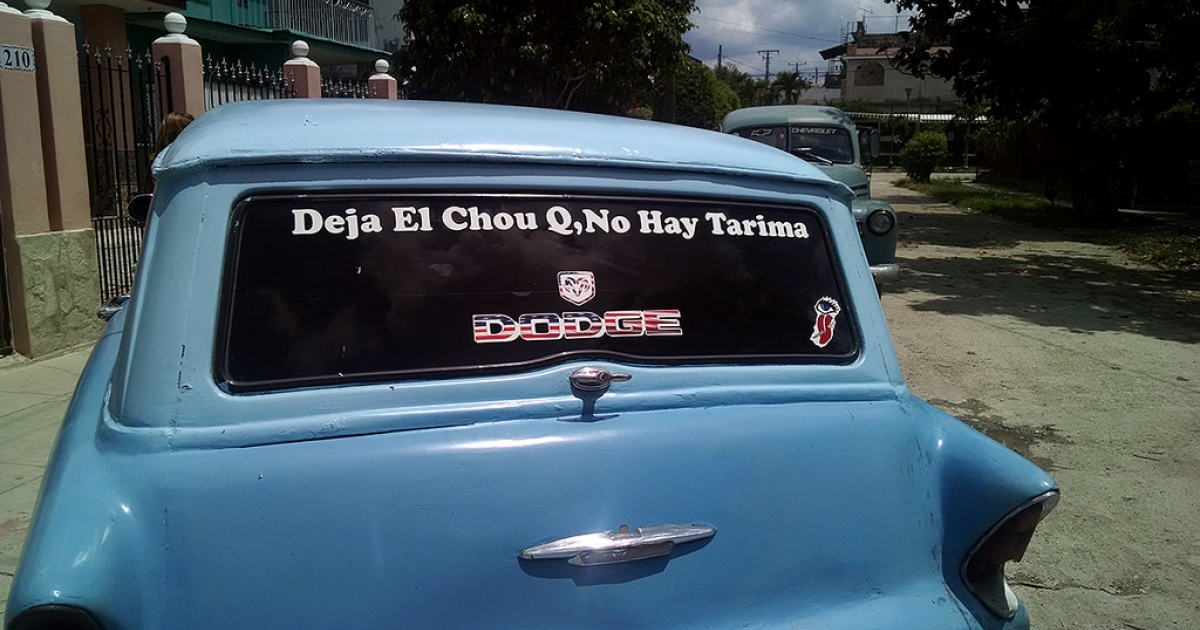 210
CHEVROLET
Deja El Chou Q,No Hay Tarima
DODGE